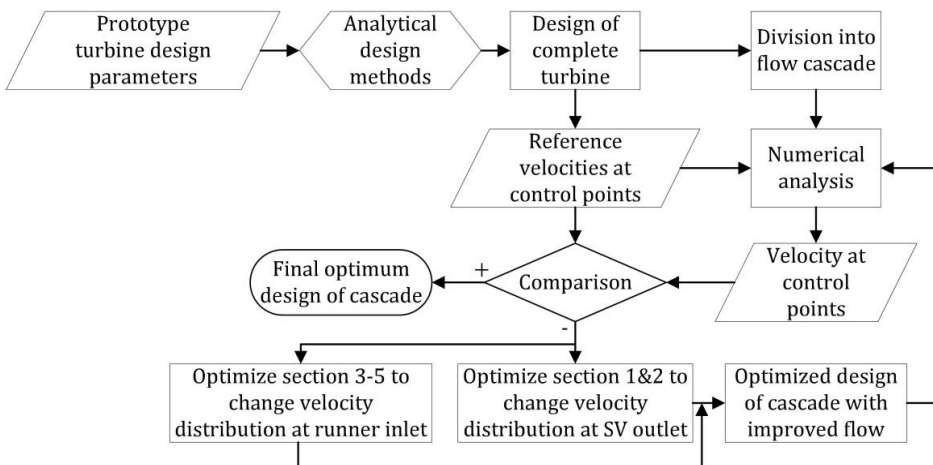 Prototype
turbine design
parameters
Analytical
design
methods
Design of
complete
turbine
Division into
flow cascade
Reference
velocities at
control points
Numerical
analysis
Final optimum
design of cascade
+
Comparison
Velocity at
control
points
-
Optimize section 3-5 to
change velocity
distribution at runner inlet
Optimize section 1&2 to
change velocity
distribution at SV outlet
Optimized design
of cascade with
improved flow